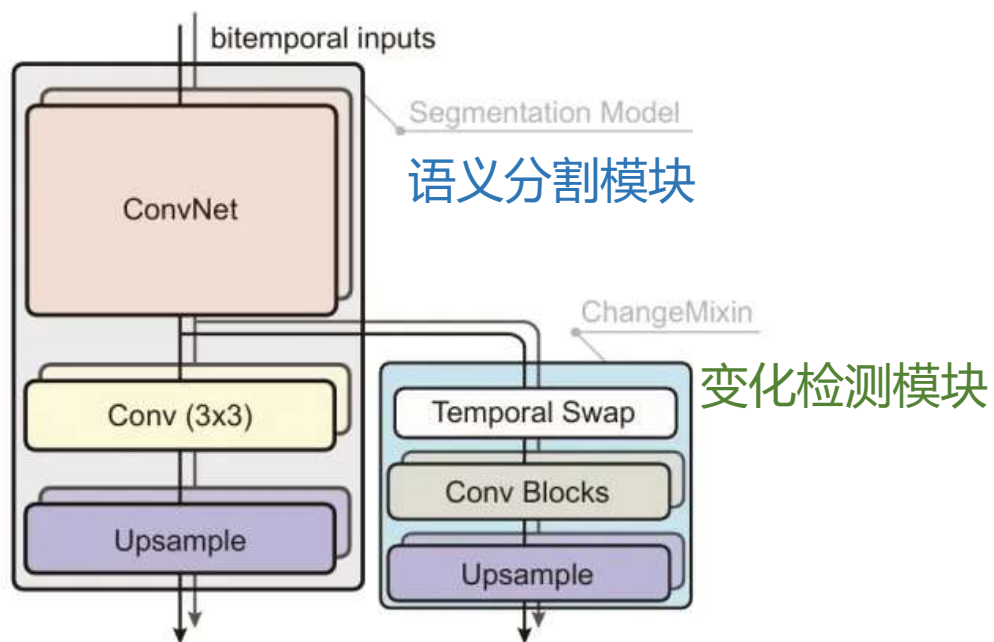 bitemporal inputs
Segmentation Model
语义分割模块
ConvNet
ChangeMixin
变化检测模块
Conv (3x3)
Temporal Swap
Conv Blocks
Upsample
Upsample